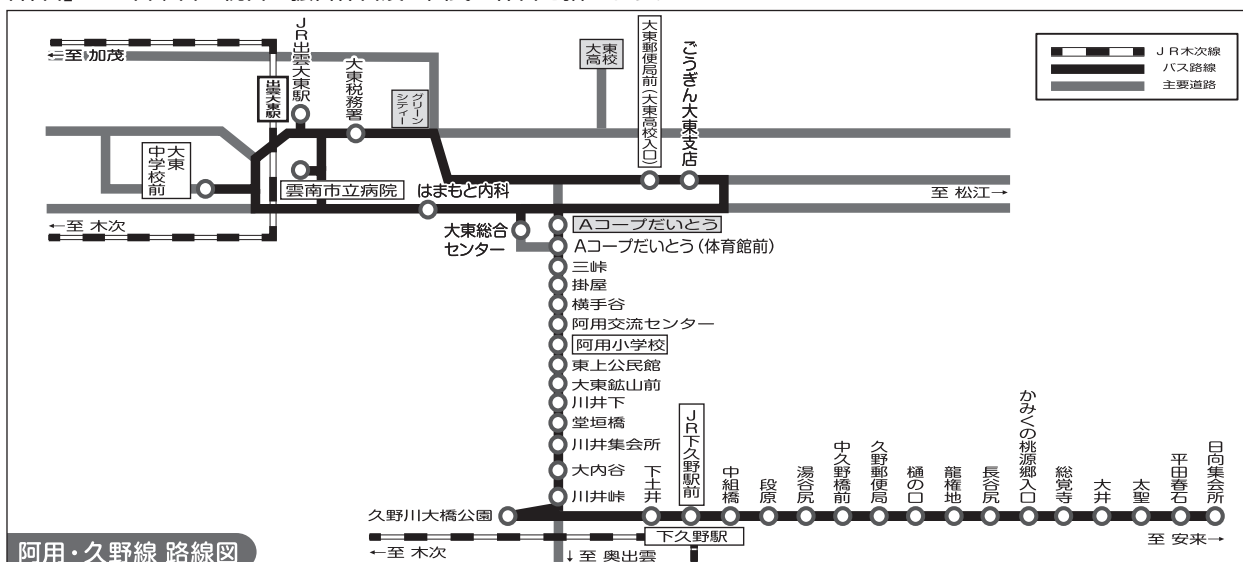 ←至 加茂
出雲大東駅
JR出雲大東駅
大東税務署
グリーンシティー
大東高校
大東郵便局前(大東高校入口)
ごうぎん大東支店
JR木次線
バス路線
主要道路
大東中学校前
雲南市立病院
はまもと内科
至 松江→
←至 木次
大東総合
センター
Aコープだいとう
Aコープだいとう(体育館前)
三峠
掛屋
横手谷
阿用交流センター
阿用小学校
東上公民館
大東鉱山前
川井下
堂垣橋
川井集会所
大内谷
川井峠
久野川大橋公園
下土井
JR下久野駅前
中組橋
段原
湯谷尻
中久野橋前
久野郵便局
樋の口
龍権地
長谷尻
かみくの桃源郷入口
総覚寺
大井
太聖
平田春石
日向集会所
下久野駅
←至 木次
↓至 奥出雲
至 安来→
阿用・久野線 路線図